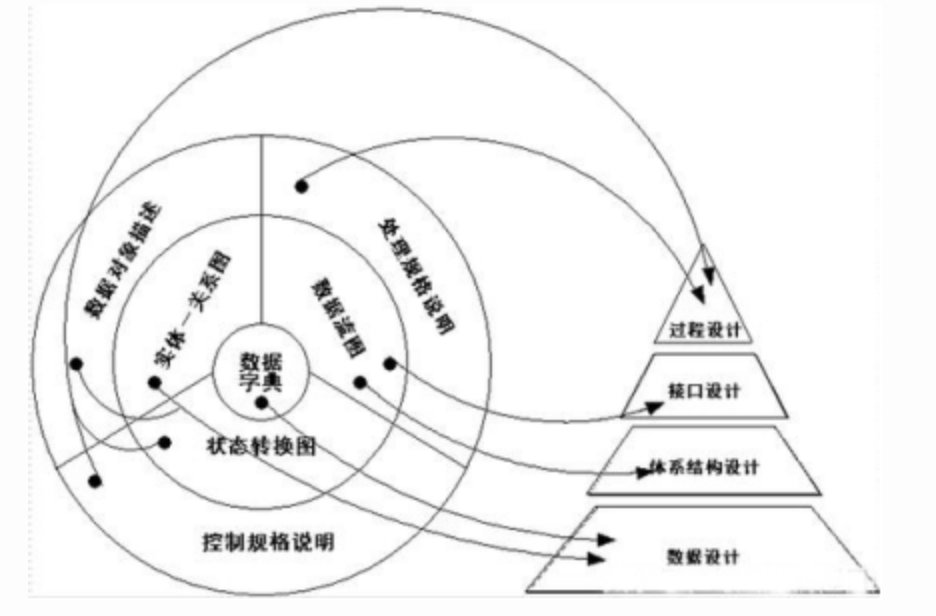 数据对象描述
实体－关系图
数据流图
处理规格说明
数据
字典
状态转换图
控制规格说明
过程设计
接口设计
体系结构设计
数据设计